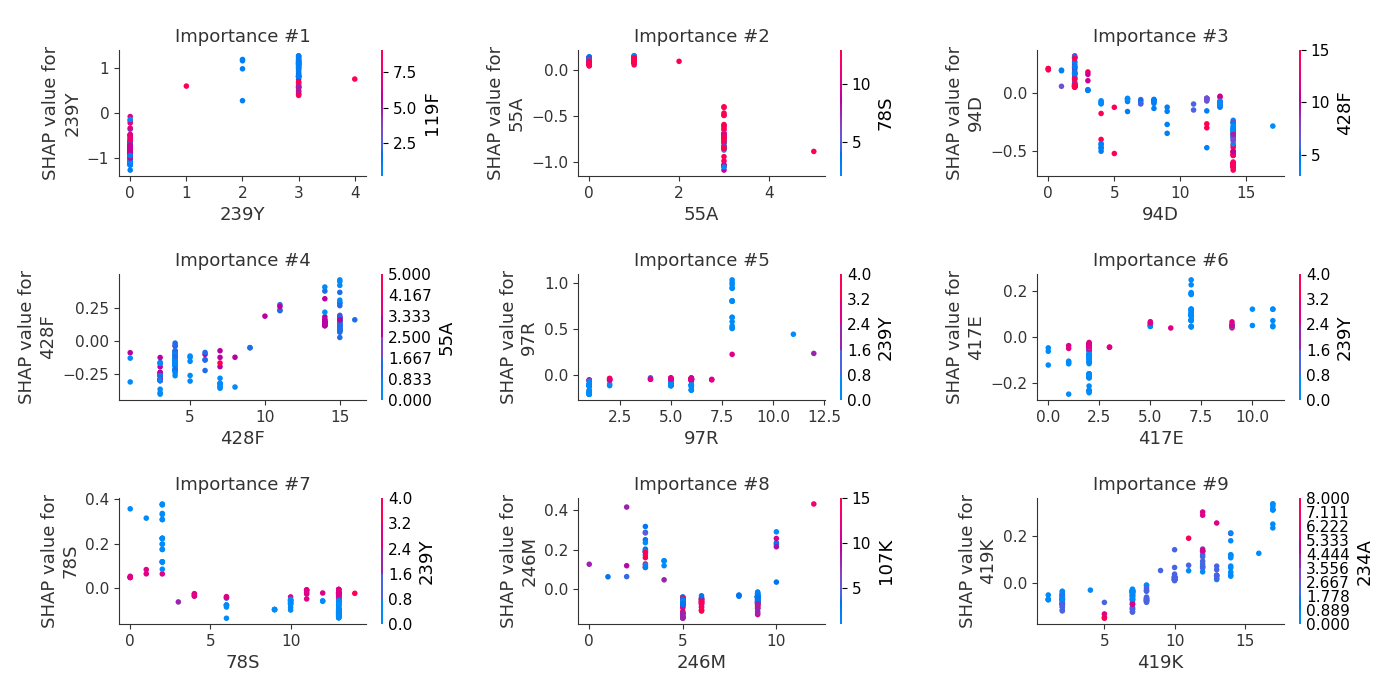 Importance #1
SHAP value for
239Y
1
0
−1
0
1
2
3
4
239Y
7.5
5.0
2.5
119F
Importance #2
SHAP value for
55A
0.0
−0.5
−1.0
0
2
4
55A
10
5
78S
Importance #3
SHAP value for
94D
0.0
−0.5
0
5
10
15
94D
15
10
5
428F
Importance #4
SHAP value for
428F
0.25
0.00
−0.25
5
10
15
428F
5.000
4.167
3.333
2.500
1.667
0.833
0.000
55A
Importance #5
SHAP value for
97R
1.0
0.5
0.0
2.5
5.0
7.5
10.0
12.5
97R
4.0
3.2
2.4
1.6
0.8
0.0
239Y
Importance #6
SHAP value for
417E
0.2
0.0
−0.2
0.0
2.5
5.0
7.5
10.0
417E
4.0
3.2
2.4
1.6
0.8
0.0
239Y
Importance #7
SHAP value for
78S
0.4
0.2
0.0
0
5
10
78S
4.0
3.2
2.4
1.6
0.8
0.0
239Y
Importance #8
SHAP value for
246M
0.4
0.2
0.0
0
5
10
246M
15
10
5
107K
Importance #9
SHAP value for
419K
0.2
0.0
5
10
15
419K
8.000
7.111
6.222
5.333
4.444
3.556
2.667
1.778
0.889
0.000
234A